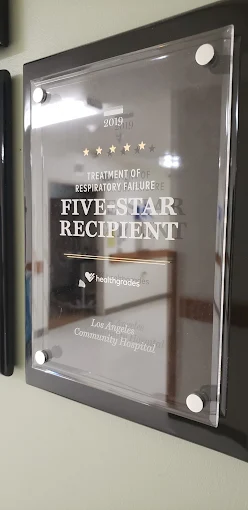 2019
TREATMENT OF
RESPIRATORY FAILURE
FIVE-STAR
RECIPIENT
healthgrades
Los Angeles
Community Hospital